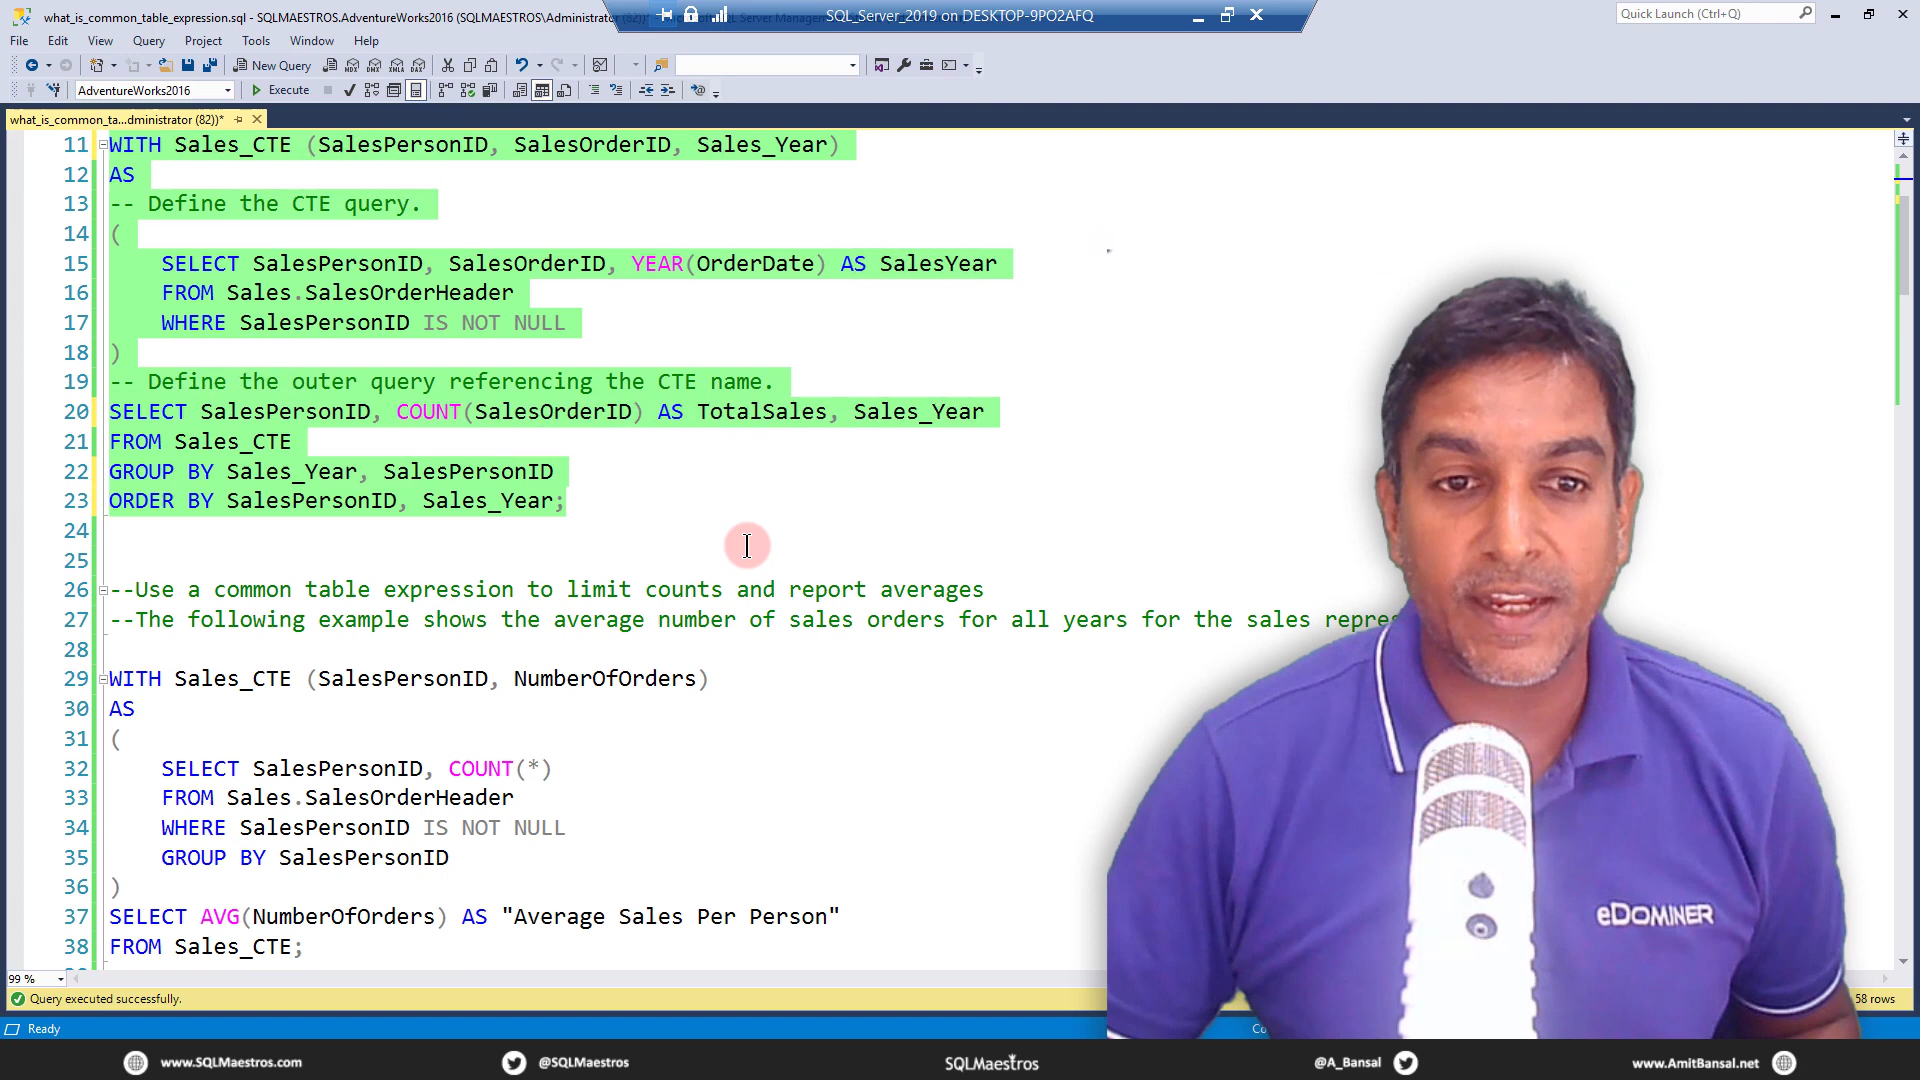 what_is_common_table_expression.sql - SQLMAESTROS.AdventureWorks2016 (SQLMAESTROS\Administrator (82))*
SQL_Server_2019 on DESKTOP-9PO2AFQ
Quick Launch (Ctrl+Q)
File Edit View Query Project Tools Window Help
New Query
AdventureWorks2016
Execute
what_is_common_ta...dministrator (82))*
11 WITH Sales_CTE (SalesPersonID, SalesOrderID, Sales_Year)
12 AS
13 -- Define the CTE query.
14 (
15 SELECT SalesPersonID, SalesOrderID, YEAR(OrderDate) AS SalesYear
16 FROM Sales.SalesOrderHeader
17 WHERE SalesPersonID IS NOT NULL
18 )
19 -- Define the outer query referencing the CTE name.
20 SELECT SalesPersonID, COUNT(SalesOrderID) AS TotalSales, Sales_Year
21 FROM Sales_CTE
22 GROUP BY Sales_Year, SalesPersonID
23 ORDER BY SalesPersonID, Sales_Year;
24
25
26 --Use a common table expression to limit counts and report averages
27 --The following example shows the average number of sales orders for all years for the sales repres
28
29 WITH Sales_CTE (SalesPersonID, NumberOfOrders)
30 AS
31 (
32 SELECT SalesPersonID, COUNT(*)
33 FROM Sales.SalesOrderHeader
34 WHERE SalesPersonID IS NOT NULL
35 GROUP BY SalesPersonID
36 )
37 SELECT AVG(NumberOfOrders) AS "Average Sales Per Person"
38 FROM Sales_CTE;
eDOMINER
99 %
Query executed successfully.
58 rows
Ready
www.SQLMaestros.com
@SQLMaestros
SQLMaestros
@A_Bansal
www.AmitBansal.net